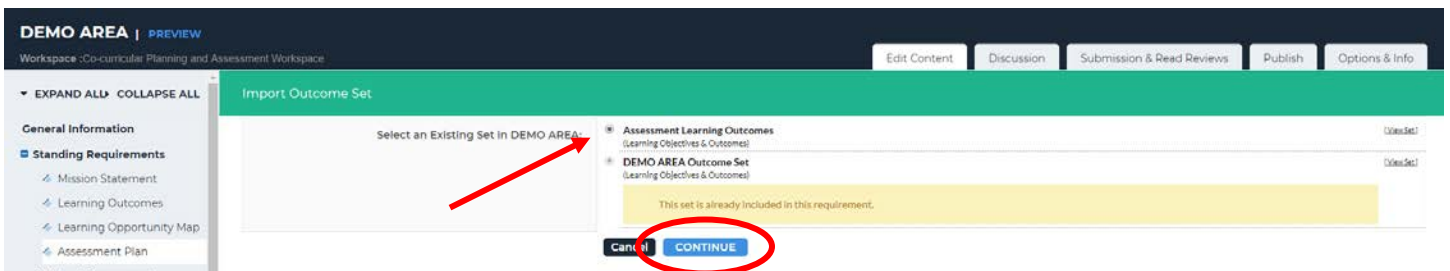 DEMO AREA | PREVIEW
Workspace :Co-curricular Planning and Assessment Workspace
Edit Content
Discussion
Submission & Read Reviews
Publish
Options & Info
EXPAND ALL COLLAPSE ALL
Import Outcome Set
General Information
Standing Requirements
Mission Statement
Learning Outcomes
Learning Opportunity Map
Assessment Plan
Select an Existing Set in DEMO AREA:
Assessment Learning Outcomes
[View Set]
(Learning Objectives & Outcomes)
DEMO AREA Outcome Set
[View Set]
(Learning Objectives & Outcomes)
This set is already included in this requirement.
Cancel
CONTINUE